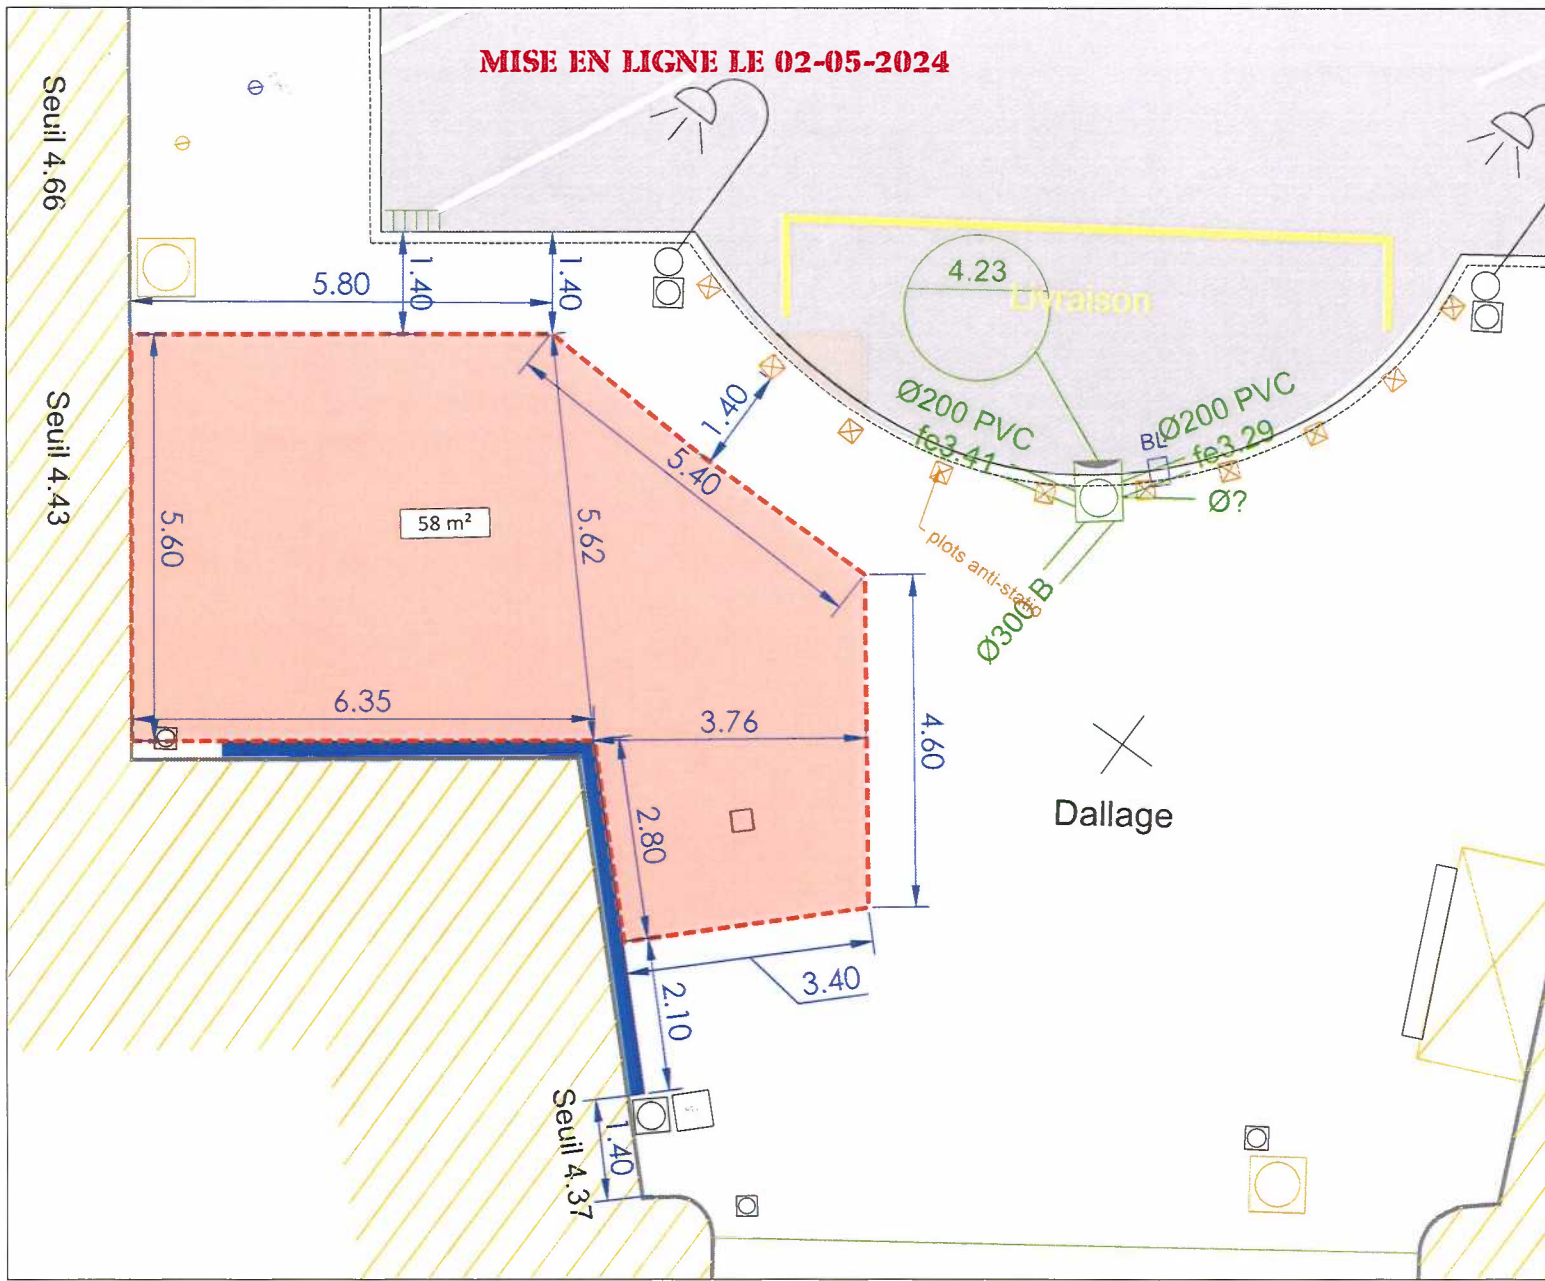 MISE EN LIGNE LE 02-05-2024
Seuil 4.66
Seuil 4.43
5.80
1.40
1.40
4.23
Livraison
Ø200 PVC
fe3.41
BL
Ø200 PVC
fe3.29
Ø?
1.40
5.40
plots anti-statio
Ø300 B
58 m²
5.60
5.62
6.35
3.76
4.60
2.80
Dallage
3.40
2.10
Seuil 4.37
1.40